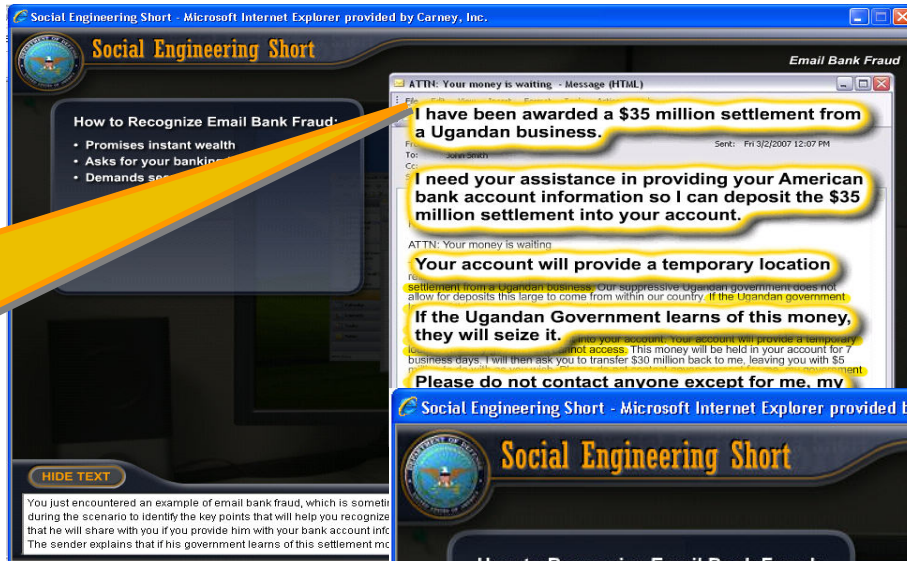 Social Engineering Short - Microsoft Internet Explorer provided by Carney, Inc.
Social Engineering Short
Email Bank Fraud
How to Recognize Email Bank Fraud:
• Promises instant wealth
• Asks for your banking
• Demands
ATTN: Your money is waiting - Message (HTML)
File
I have been awarded a $35 million settlement from
a Ugandan business.
Sent: Fri 3/2/2007 12:07 PM
To: John Smith
Cc:
I need your assistance in providing your American
bank account information so I can deposit the $35
million settlement into your account.
ATTN: Your money is waiting
Your account will provide a temporary location
settlement from a Ugandan business. Our suppressive Ugandan government does not
allow for deposits this large to come from within our country. If the Ugandan government
If the Ugandan Government learns of this money,
they will seize it.
into your account. Your account will provide a temporary
cannot access. This money will be held in your account for 7
business days. I will then ask you to transfer $30 million back to me, leaving you with $5
Please do not contact anyone except for me, my
HIDE TEXT
You just encountered an example of email bank fraud, which is
during the scenario to identify the key points that will help you recognize
that he will share with you if you provide him with your bank account
The sender explains that if his government learns of this settlement
Social Engineering Short - Microsoft Internet Explorer provided
DEPARTMENT OF DEFENSE
Social Engineering Short